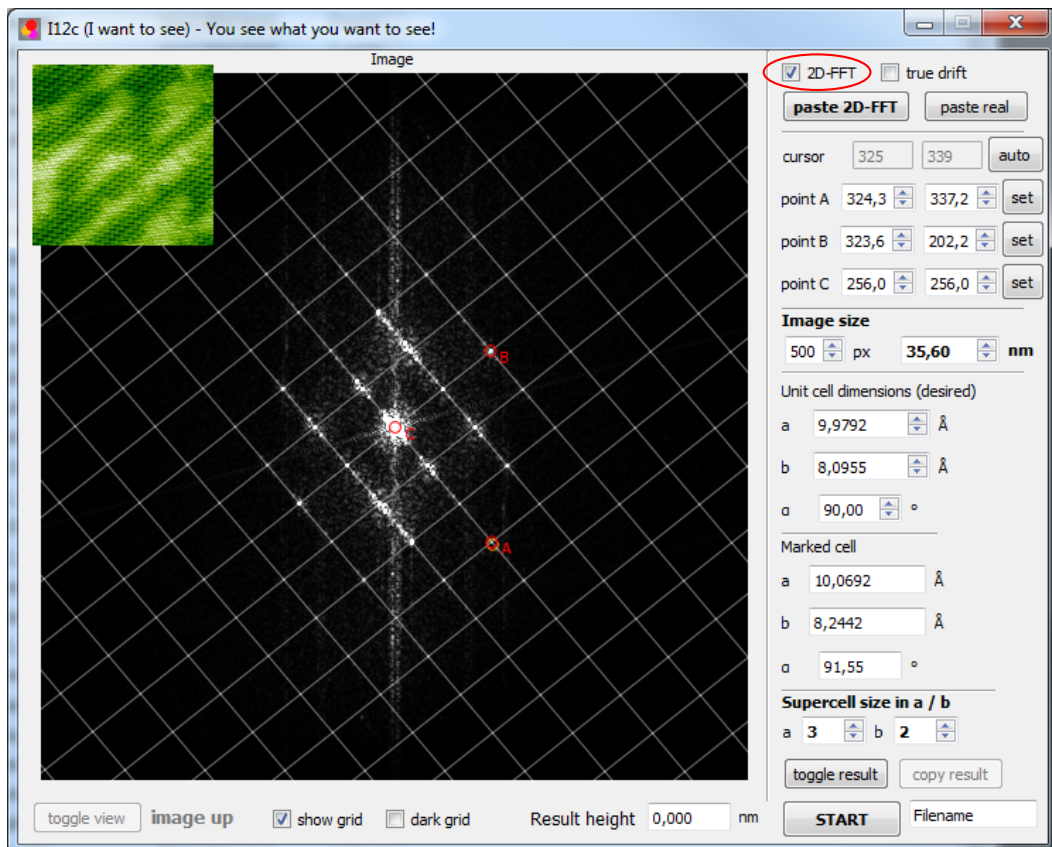 I12c (I want to see) - You see what you want to see!
Image
2D-FFT true drift
paste 2D-FFT paste real
cursor 325 339 auto
point A 324,3 337,2 set
point B 323,6 202,2 set
point C 256,0 256,0 set
Image size
500 px 35,60 nm
Unit cell dimensions (desired)
a 9,9792 Å
b 8,0955 Å
α 90,00 °
Marked cell
a 10,0692 Å
b 8,2442 Å
α 91,55 °
Supercell size in a / b
a 3 b 2
toggle result copy result
START Filename
B
C
A
toggle view image up show grid dark grid Result height 0,000 nm